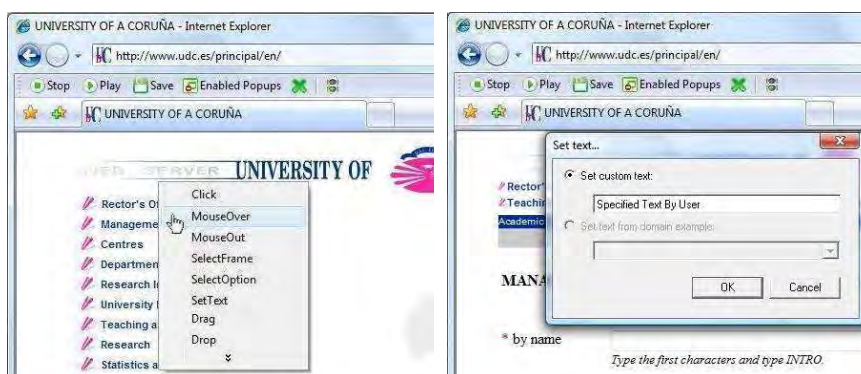 UNIVERSITY OF A CORUÑA - Internet Explorer
http://www.udc.es/principal/en/
Stop Play Save Enabled Popups
UNIVERSITY OF A CORUÑA
WEB SERVER UNIVERSITY OF
Rector's Of
Manageme
Centres
Departmen
Research In
University
Teaching a
Research
Statistics a
Click
MouseOver
MouseOut
SelectFrame
SelectOption
SetText
Drag
Drop
UNIVERSITY OF A CORUÑA - Internet Explorer
http://www.udc.es/principal/en/
Stop Play Save Enabled Popups
UNIVERSITY OF A CORUÑA
Set text...
Set custom text:
Specified Text By User
Set text from domain example:
OK Cancel
Rector'
Teachin
Academic
MANA
* by name
Type the first characters and type INTRO.